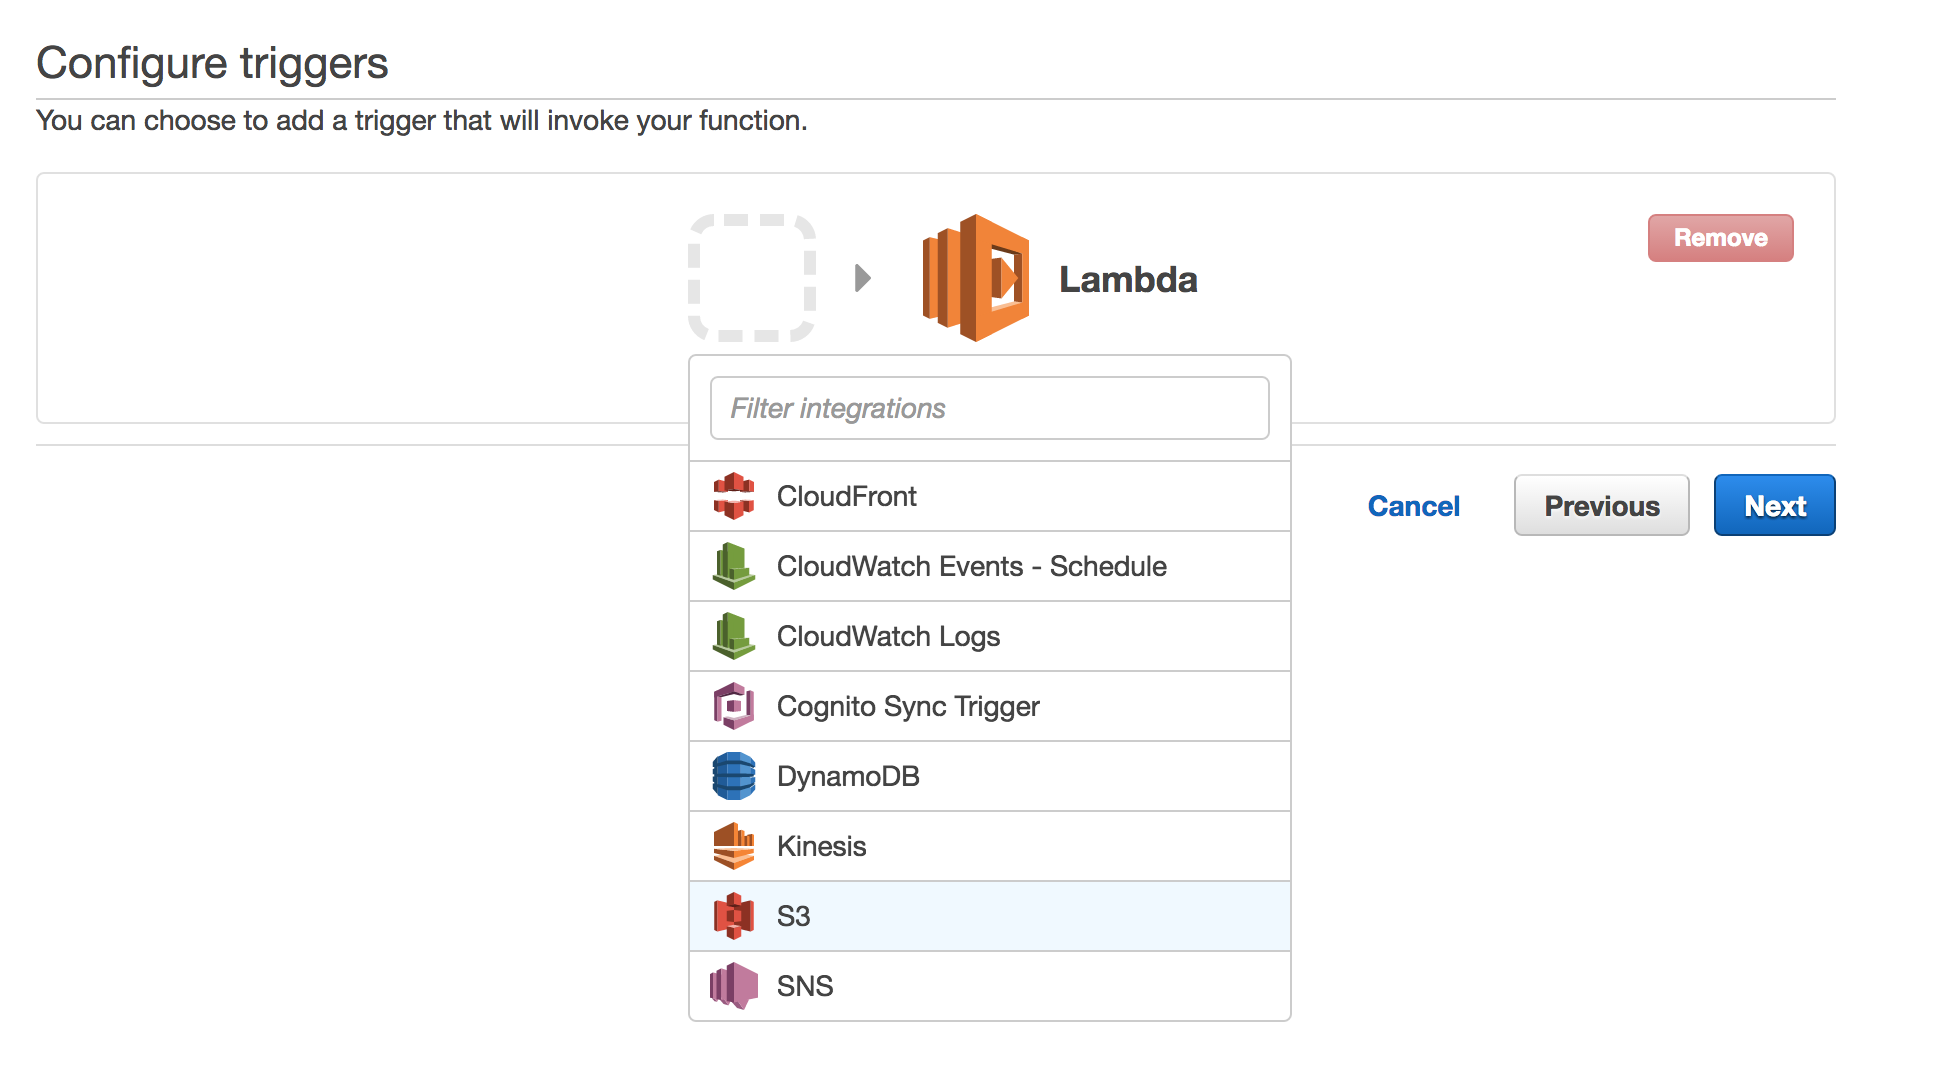 Configure triggers
You can choose to add a trigger that will invoke your function.
Remove
Lambda
Filter integrations
CloudFront
Cancel
Previous
Next
CloudWatch Events - Schedule
CloudWatch Logs
Cognito Sync Trigger
DynamoDB
Kinesis
S3
SNS